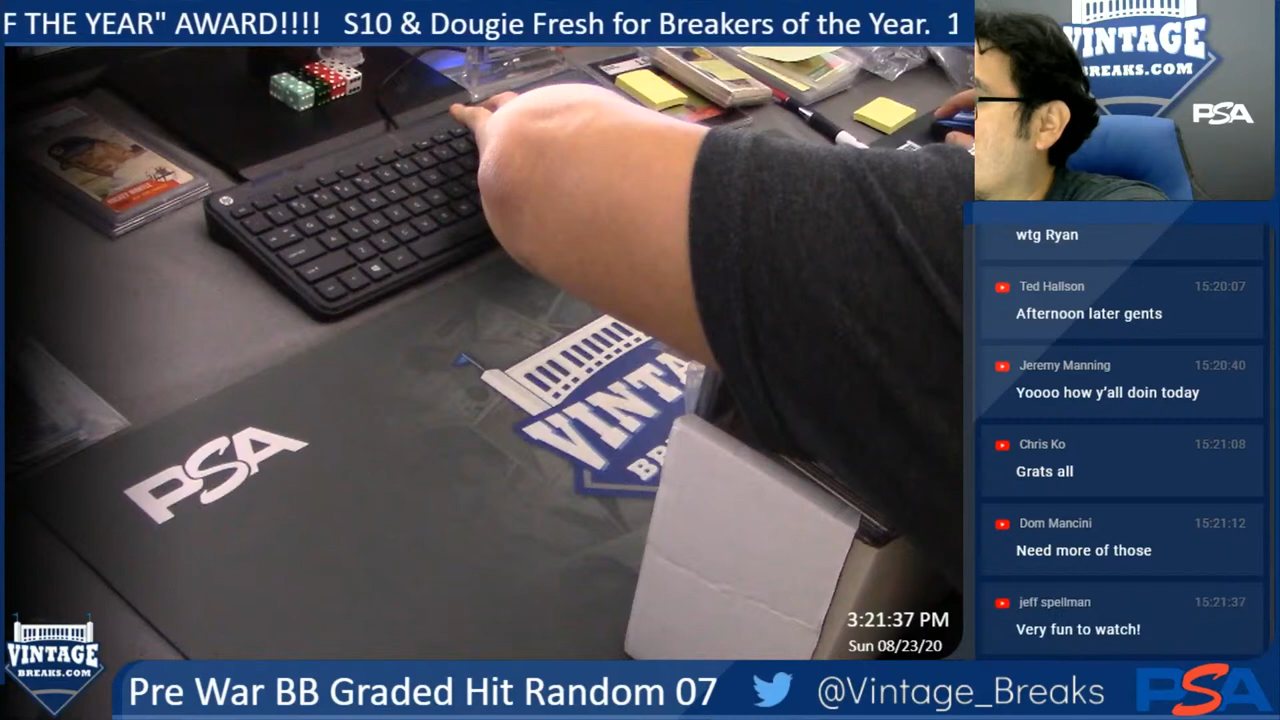 F THE YEAR" AWARD!!!! S10 & Dougie Fresh for Breakers of the Year. 1
VINTAGE
BREAKS.COM
PSA
wtg Ryan
Ted Hallson 15:20:07
Afternoon later gents
Jeremy Manning 15:20:40
Yoooo how y'all doin today
Chris Ko 15:21:08
Grats all
Dom Mancini 15:21:12
Need more of those
jeff spellman 15:21:37
Very fun to watch!
MICKEY MANTLE
hp
VINTA
BR
PSA
3:21:37 PM
Sun 08/23/20
VINTAGE
BREAKS.COM
Pre War BB Graded Hit Random 07
@Vintage_Breaks
PSA